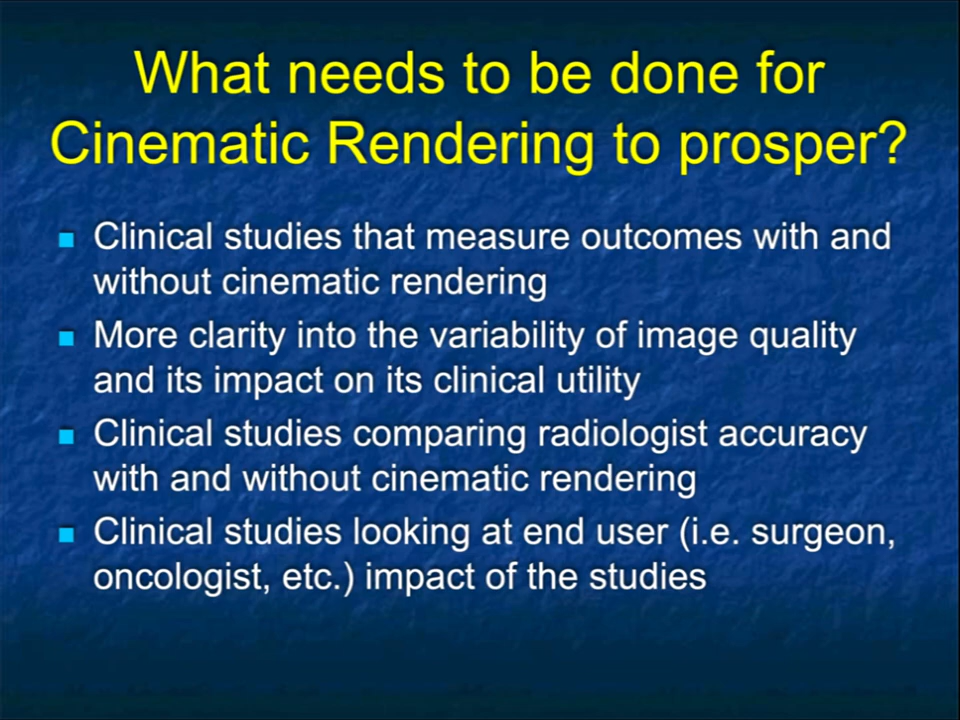 What needs to be done for
Cinematic Rendering to prosper?
Clinical studies that measure outcomes with and
without cinematic rendering
More clarity into the variability of image quality
and its impact on its clinical utility
Clinical studies comparing radiologist accuracy
with and without cinematic rendering
Clinical studies looking at end user (i.e. surgeon,
oncologist, etc.) impact of the studies